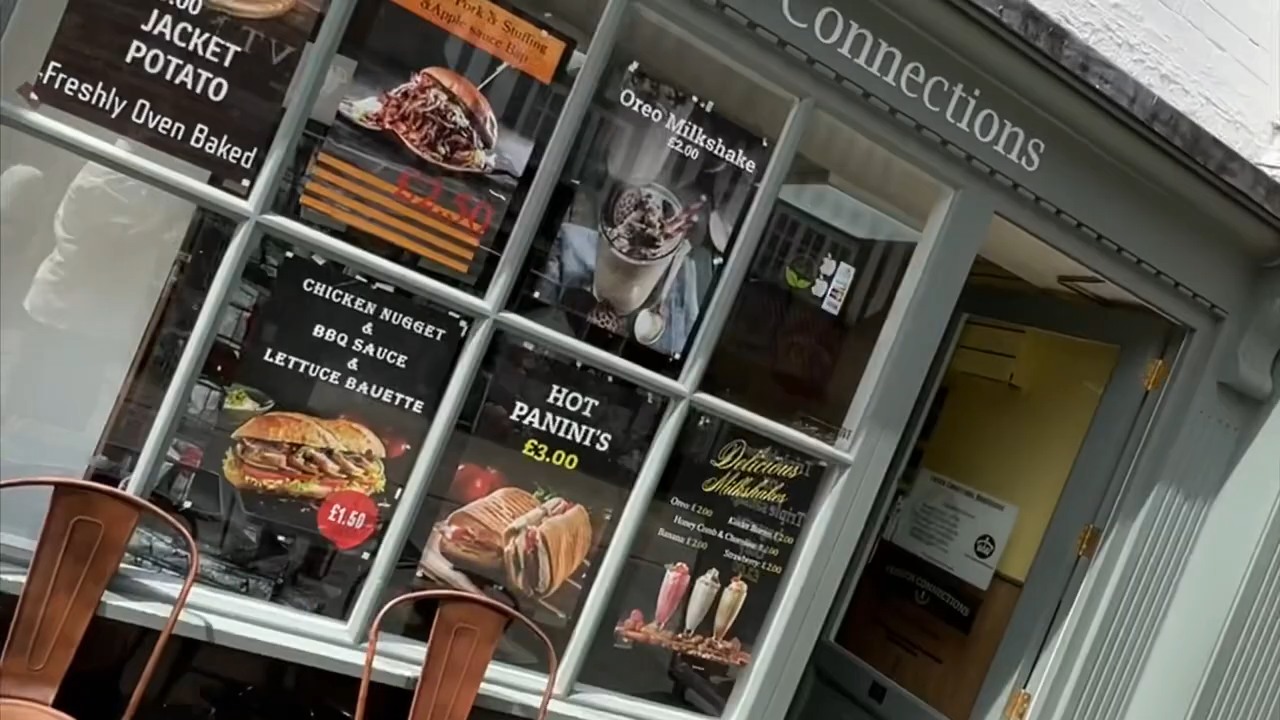 Connections
JACKET
POTATO
Freshly Oven Baked
Pork & Stuffing
&Apple sauce Bap
£2.50
Oreo Milkshake
£2.00
CHICKEN NUGGET
&
BBQ SAUCE
&
LETTUCE BAUETTE
£1.50
HOT
PANINI'S
£3.00
Delicious
Milkshakes
Oreo: £2.00
Kinder Bueno: £2.00
Honey Comb & Chocolate: £2.00
Banana: £2.00
Strawberry: £2.00
CONNECTIONS